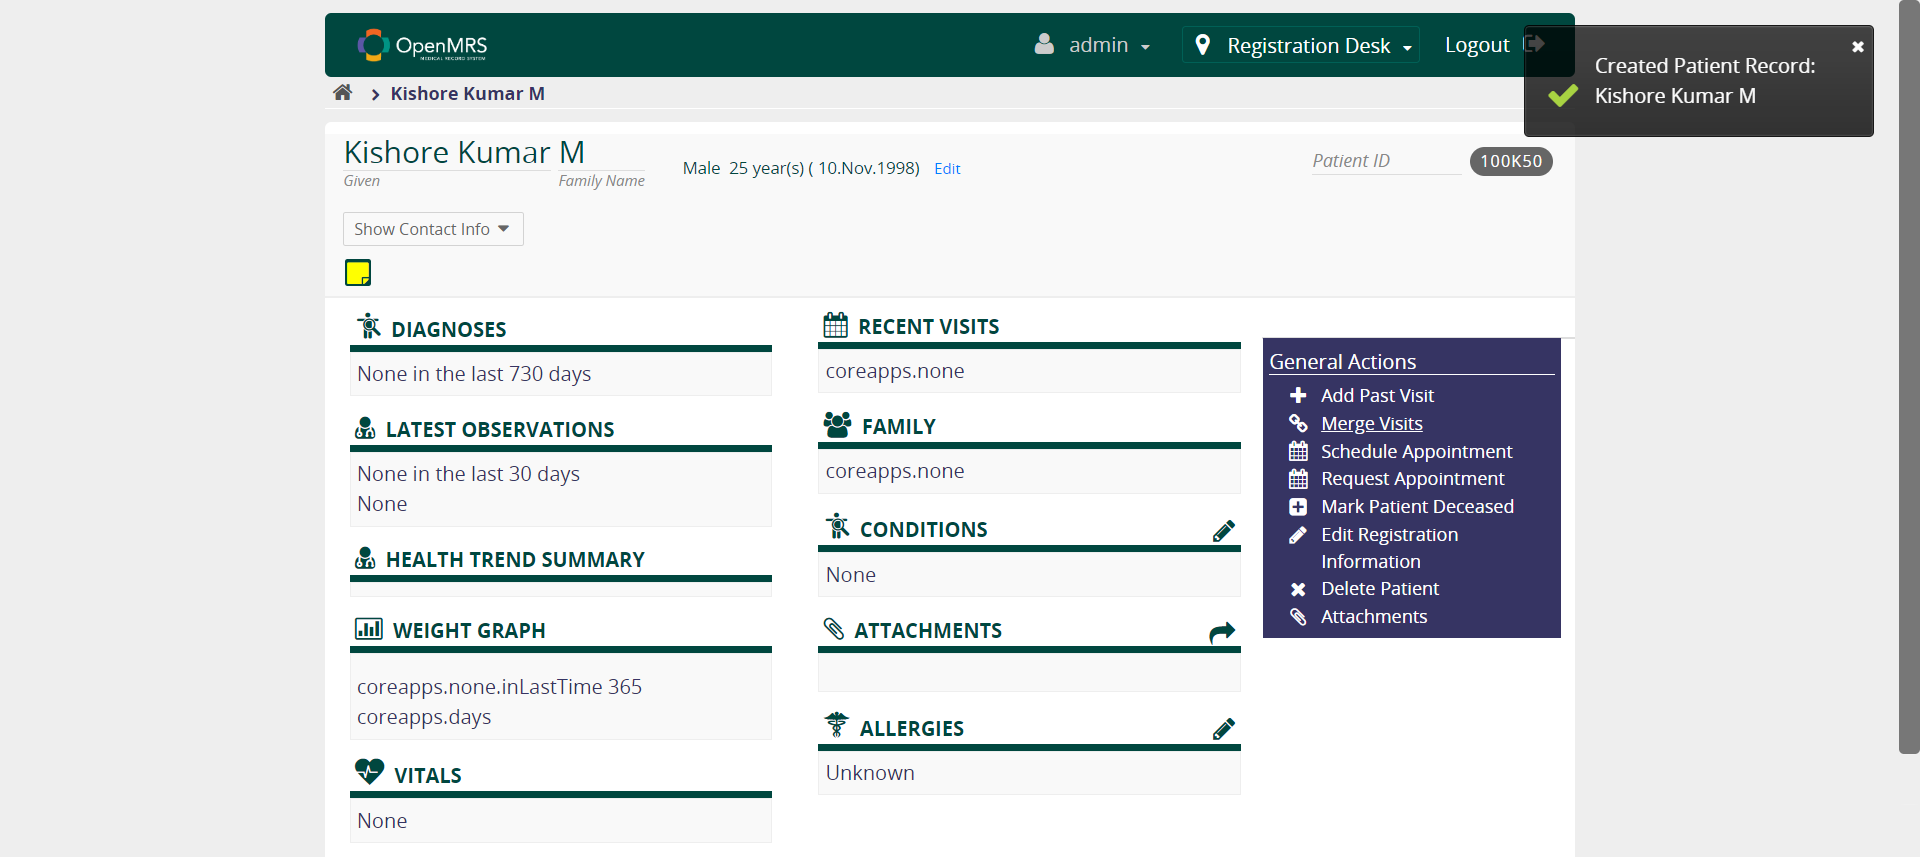 OpenMRS
MEDICAL RECORD SYSTEM
admin
Registration Desk
Logout
Created Patient Record:
Kishore Kumar M
Kishore Kumar M
Kishore Kumar M
Given
Family Name
Male 25 year(s) ( 10.Nov.1998) Edit
Patient ID
100K50
Show Contact Info
DIAGNOSES
None in the last 730 days
LATEST OBSERVATIONS
None in the last 30 days
None
HEALTH TREND SUMMARY
WEIGHT GRAPH
coreapps.none.inLastTime 365
coreapps.days
VITALS
None
RECENT VISITS
coreapps.none
FAMILY
coreapps.none
CONDITIONS
None
ATTACHMENTS
ALLERGIES
Unknown
General Actions
Add Past Visit
Merge Visits
Schedule Appointment
Request Appointment
Mark Patient Deceased
Edit Registration
Information
Delete Patient
Attachments